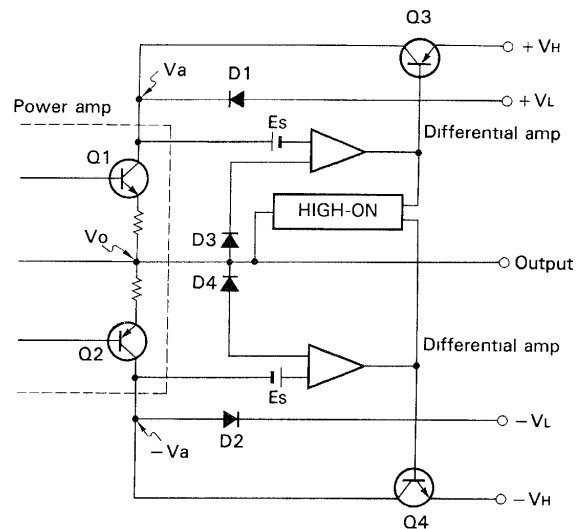 Q3
+VH
Va
D1
+VL
Power amp
Es
Differential amp
Q1
HIGH-ON
Vo
D3
Output
D4
Q2
Differential amp
Es
-VL
D2
-Va
-VH
Q4